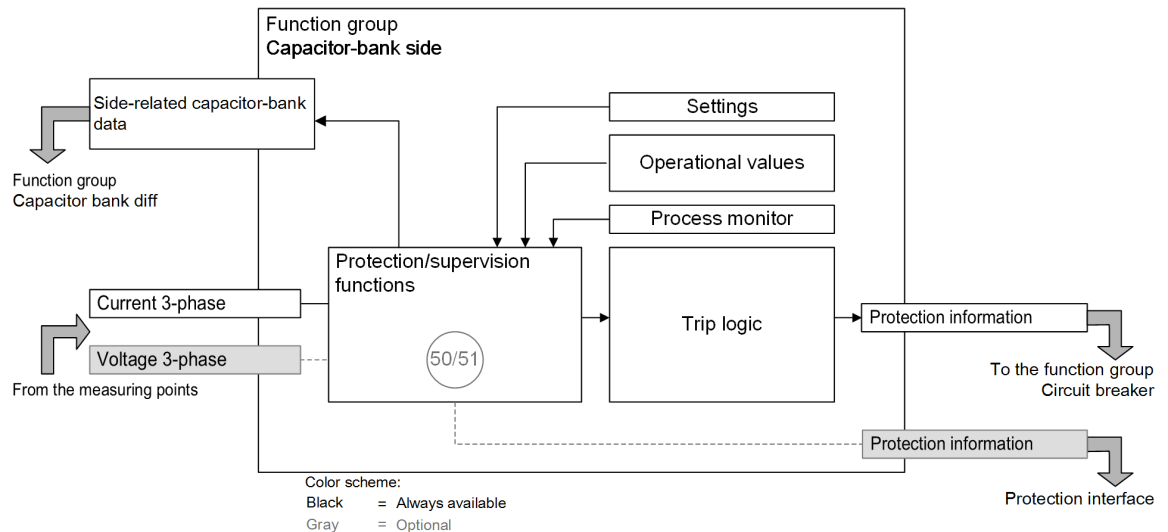 Function group
Capacitor-bank side
Side-related capacitor-bank
data
Settings
Operational values
Function group
Capacitor bank diff
Process monitor
Protection/supervision
functions
Current 3-phase
Trip logic
Protection information
Voltage 3-phase
50/51
From the measuring points
To the function group
Circuit breaker
Protection information
Protection interface
Color scheme:
Black = Always available
Gray = Optional